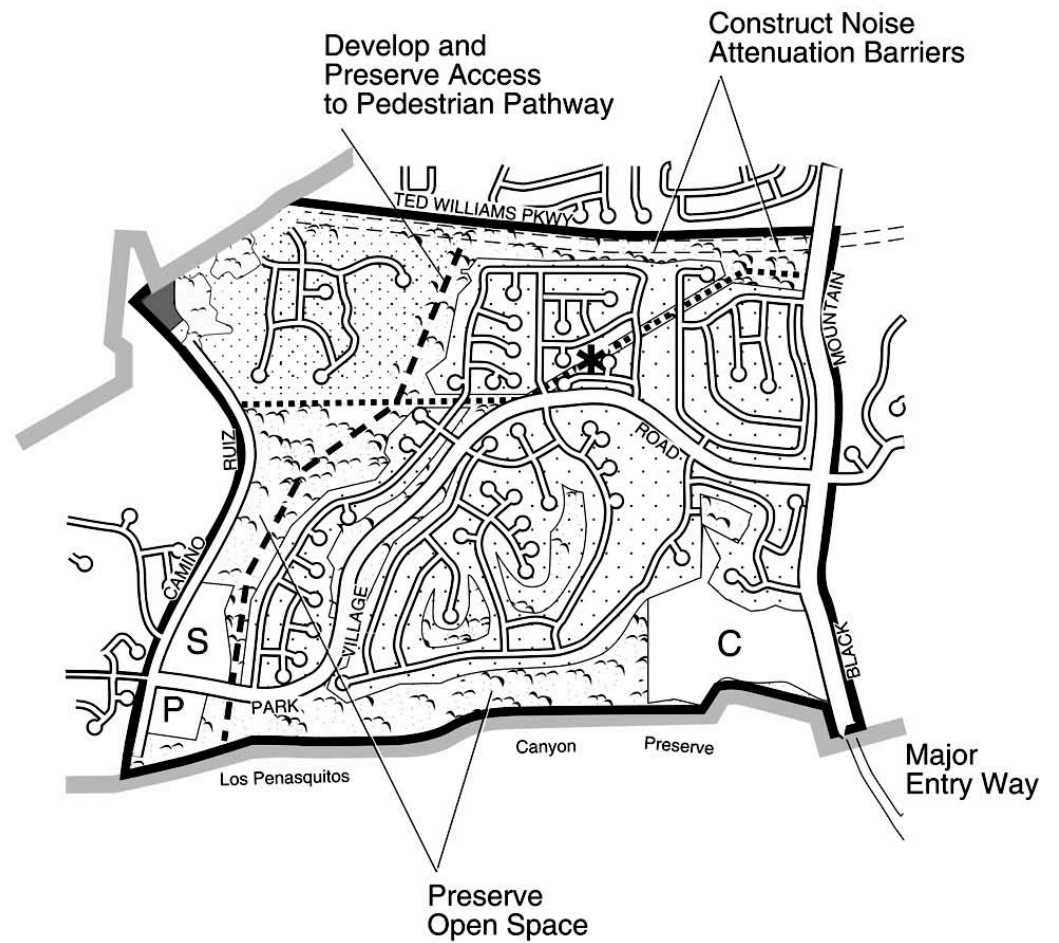 Construct Noise
Attenuation Barriers
Develop and
Preserve Access
to Pedestrian Pathway
TED WILLIAMS PKWY
MOUNTAIN
RUIZ
ROAD
CAMINO
VILLAGE
S
C
BLACK
P
PARK
Los Penasquitos
Canyon
Preserve
Major
Entry Way
Preserve
Open Space